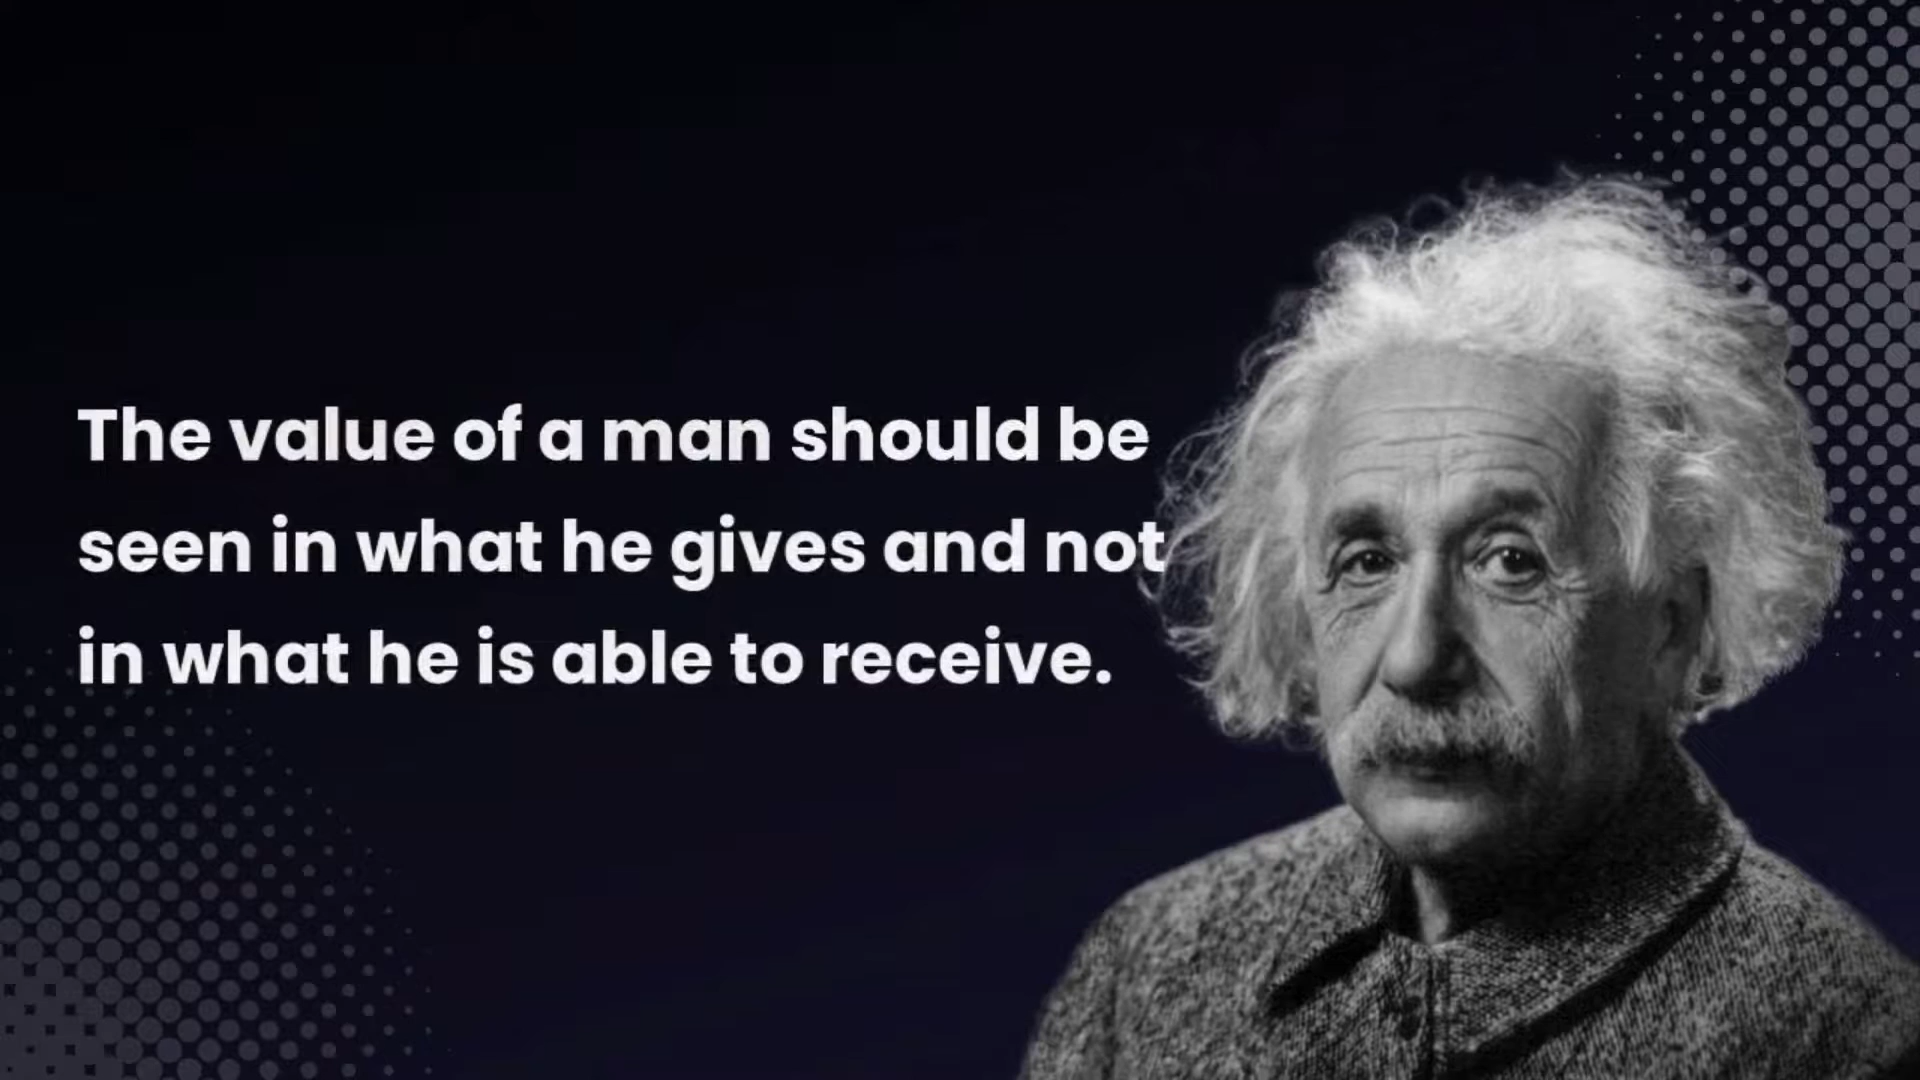 The value of a man should be
seen in what he gives and not
in what he is able to receive.